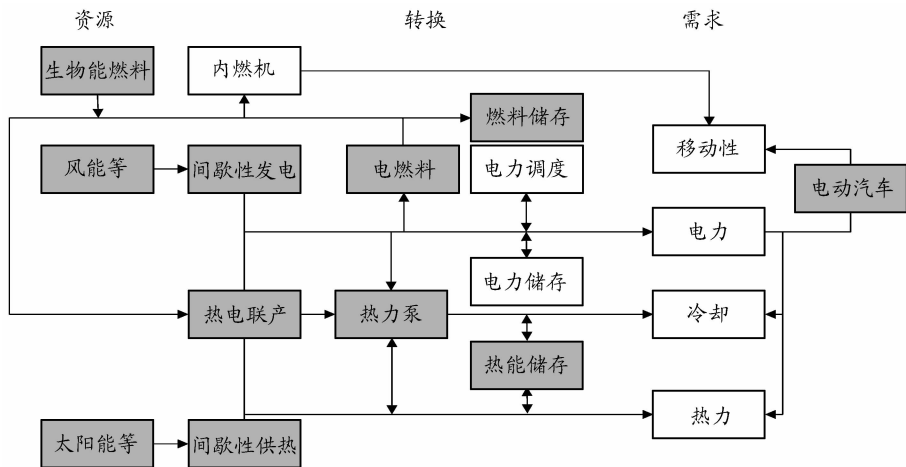 资源
转换
需求
生物能燃料
内燃机
燃料储存
移动性
风能等
间歇性发电
电燃料
电力调度
电动汽车
电力
电力储存
热电联产
热力泵
冷却
热能储存
热力
太阳能等
间歇性供热